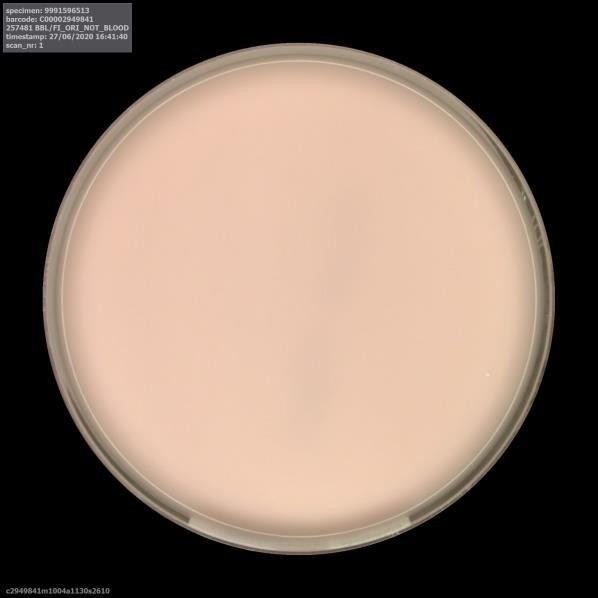 specimen: 9991596513
barcode: C00002949841
257481 BBL/FI_ORI_NOT_BLOOD
timestamp: 27/06/2020 16:41:40
scan_nr: 1
c2949841m1004a1130s2610